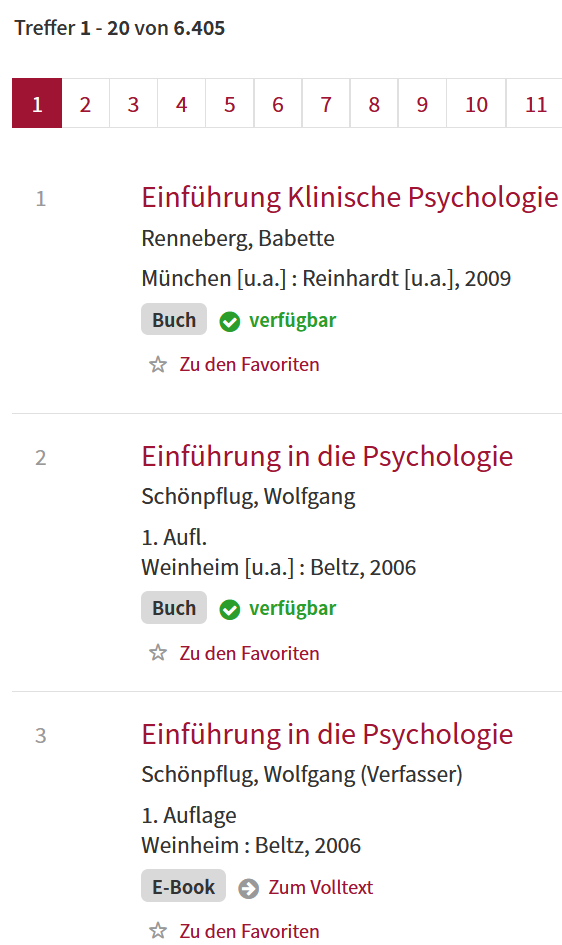 Treffer 1 - 20 von 6.405
1 2 3 4 5 6 7 8 9 10 11
1
Einführung Klinische Psychologie
Renneberg, Babette
München [u.a.] : Reinhardt [u.a.], 2009
Buch verfügbar
Zu den Favoriten
2
Einführung in die Psychologie
Schönpflug, Wolfgang
1. Aufl.
Weinheim [u.a.] : Beltz, 2006
Buch verfügbar
Zu den Favoriten
3
Einführung in die Psychologie
Schönpflug, Wolfgang (Verfasser)
1. Auflage
Weinheim : Beltz, 2006
E-Book Zum Volltext
Zu den Favoriten